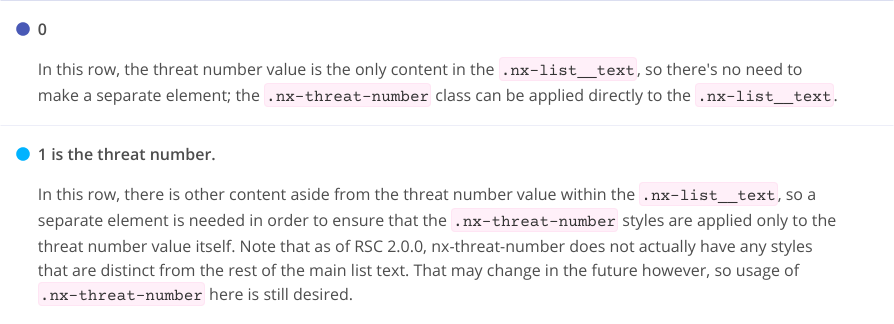 0
In this row, the threat number value is the only content in the .nx-list__text, so there's no need to
make a separate element; the .nx-threat-number class can be applied directly to the .nx-list__text.
1 is the threat number.
In this row, there is other content aside from the threat number value within the .nx-list__text, so a
separate element is needed in order to ensure that the .nx-threat-number styles are applied only to the
threat number value itself. Note that as of RSC 2.0.0, nx-threat-number does not actually have any styles
that are distinct from the rest of the main list text. That may change in the future however, so usage of
.nx-threat-number here is still desired.